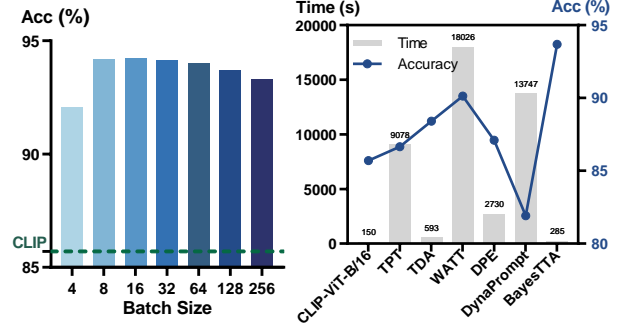 Acc (%)
95
90
CLIP
85
4 8 16 32 64 128 256
Batch Size
Time (s)
Acc (%)
20000
15000
10000
5000
0
95
90
85
80
Time
Accuracy
150
9078
593
18026
2730
13747
285
CLIP-ViT-B/16
TPT
TDA
WATT
DPE
DynaPrompt
BayesTTA